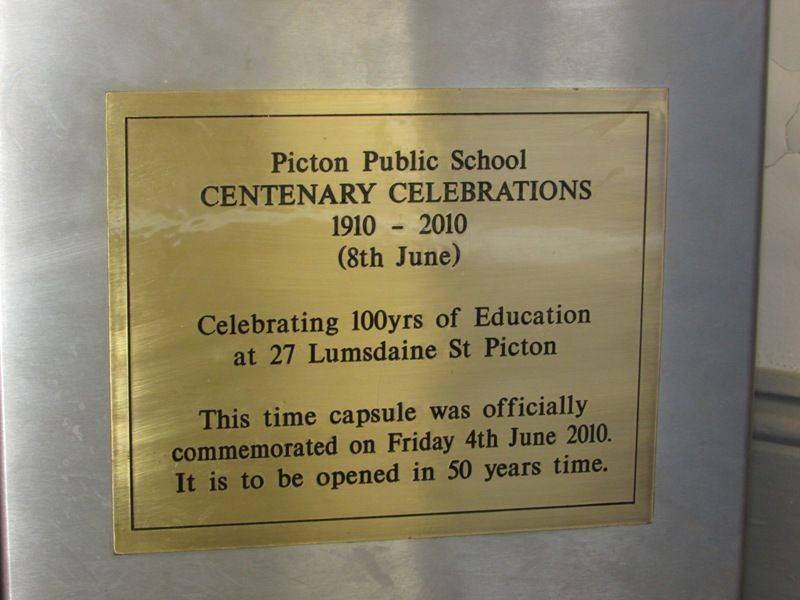 Picton Public School
CENTENARY CELEBRATIONS
1910 - 2010
(8th June)
Celebrating 100yrs of Education
at 27 Lumsdaine St Picton
This time capsule was officially
commemorated on Friday 4th June 2010.
It is to be opened in 50 years time.